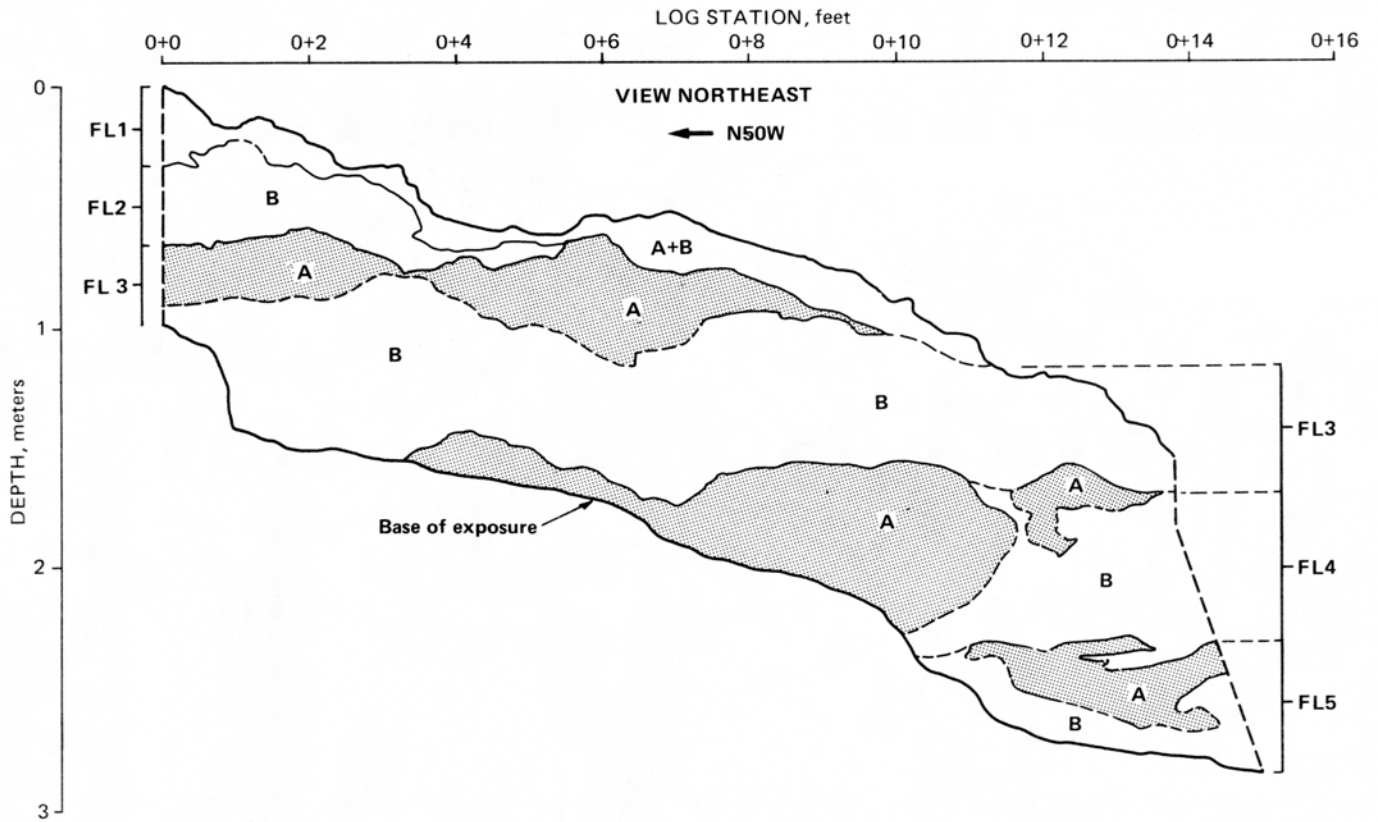 LOG STATION, feet
0+0 0+2 0+4 0+6 0+8 0+10 0+12 0+14 0+16
0
VIEW NORTHEAST
N50W
FL1
FL2
B
A+B
A
FL 3
A
1
B
B
FL3
A
Base of exposure
A
DEPTH, meters
2
B
FL4
A
FL5
B
3